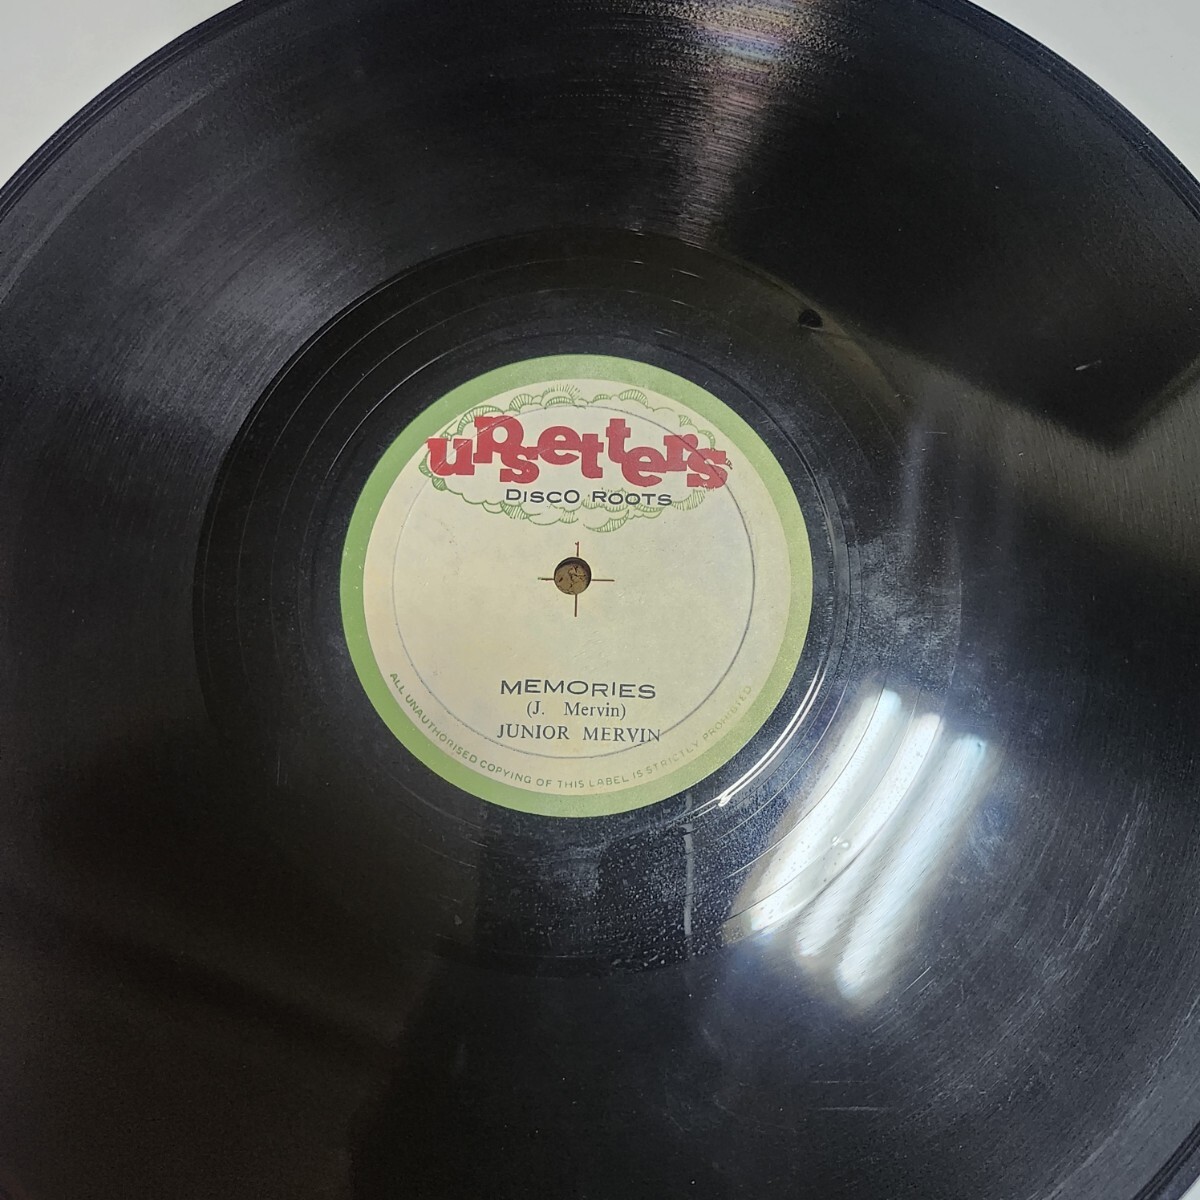 upsetters
DISCO ROOTS
1
MEMORIES
(J. Mervin)
JUNIOR MERVIN
ALL UNAUTHORISED COPYING OF THIS LABEL IS STRICTLY PROHIBITED